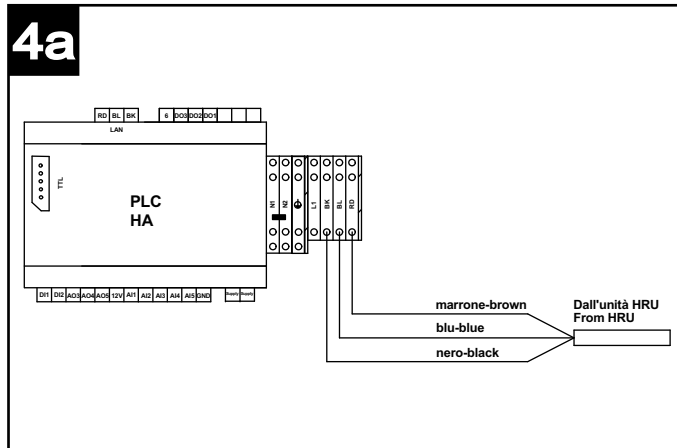 4a
RD BL BK 6 DO3 DO2 DO1
LAN
TTL
PLC
HA
N1 N2 L1 BK BL RD
DI1 DI2 AO3 AO4 AO5 12V AI1 AI2 AI3 AI4 AI5 GND Supply Supply
marrone-brown
blu-blue
nero-black
Dall'unità HRU
From HRU